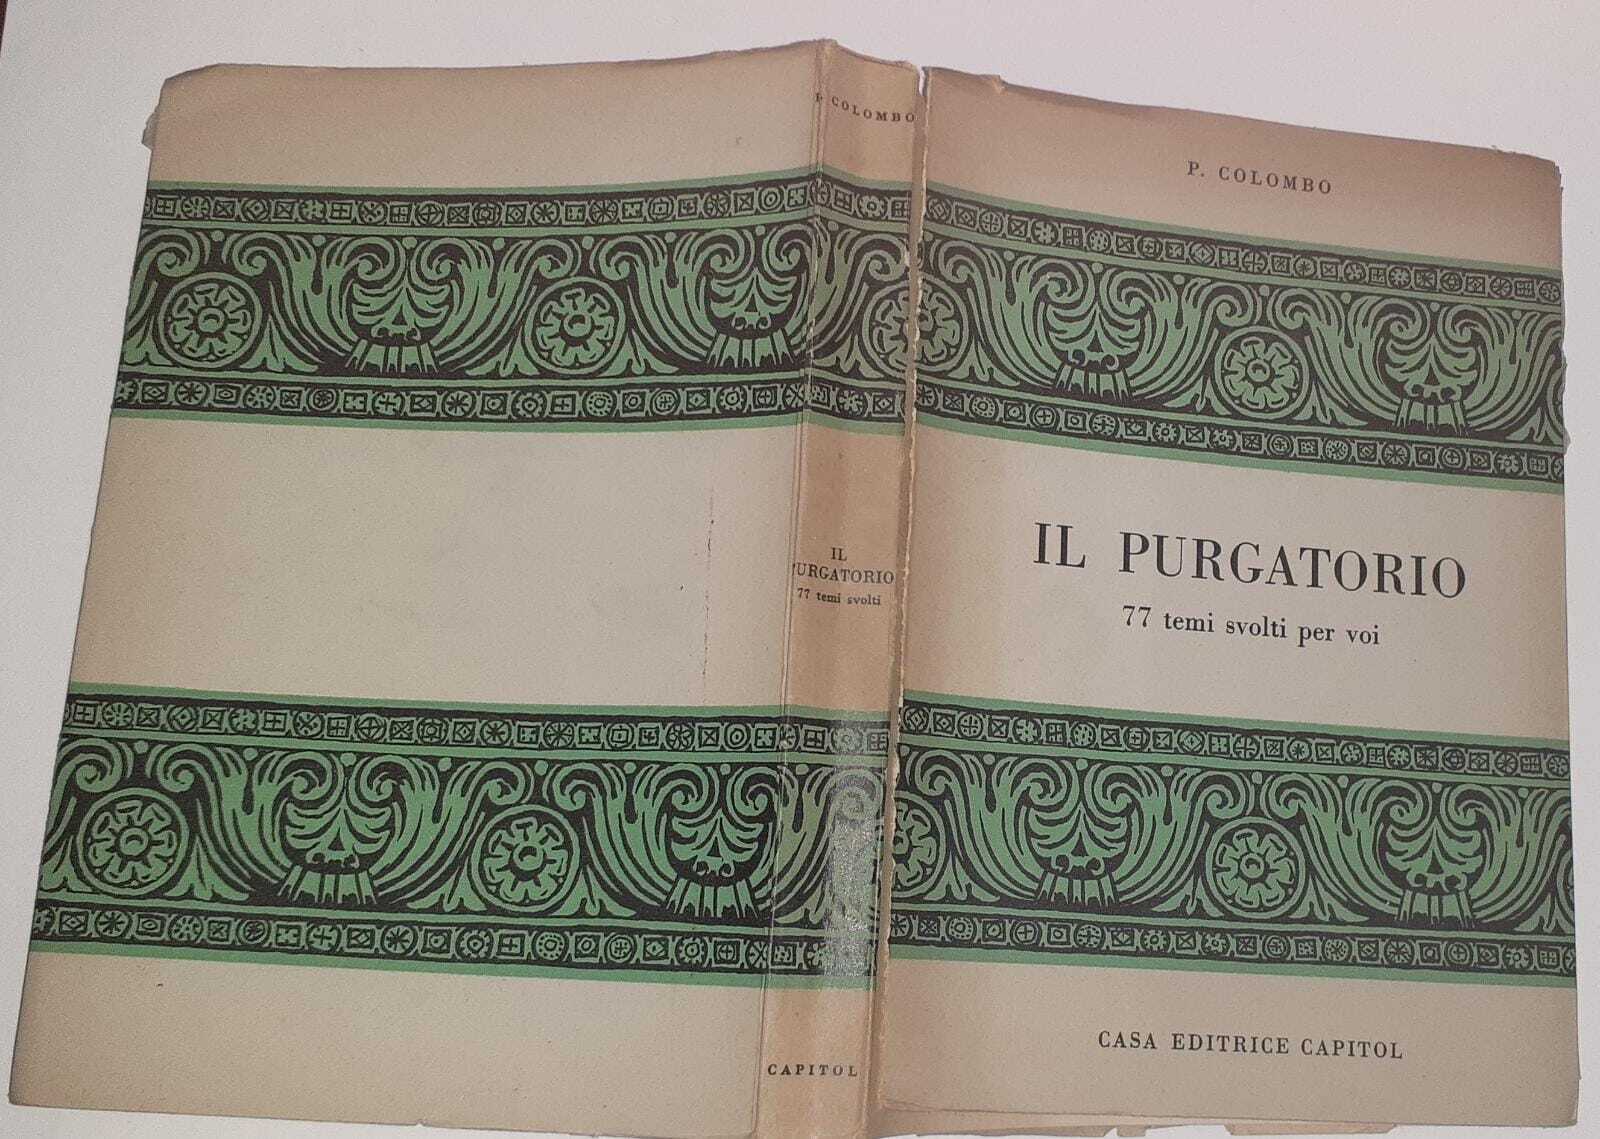 P. COLOMBO
IL
PURGATORIO
77 temi svolti
CAPITOL
P. COLOMBO
IL PURGATORIO
77 temi svolti per voi
CASA EDITRICE CAPITOL